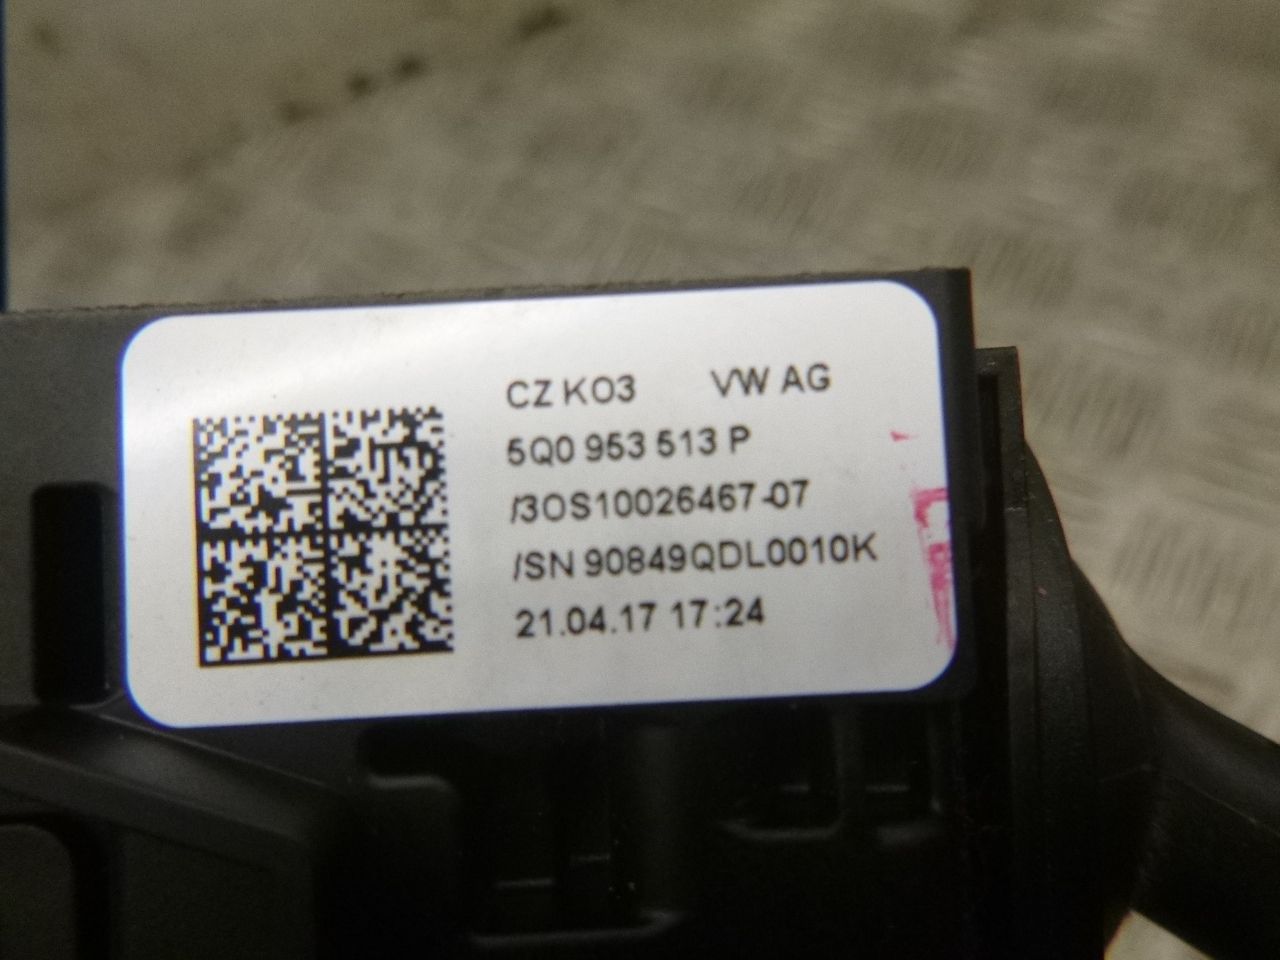 CZ KO3 VW AG
5Q0 953 513 P
/3OS10026467-07
/SN 90849QDL0010K
21.04.17 17:24